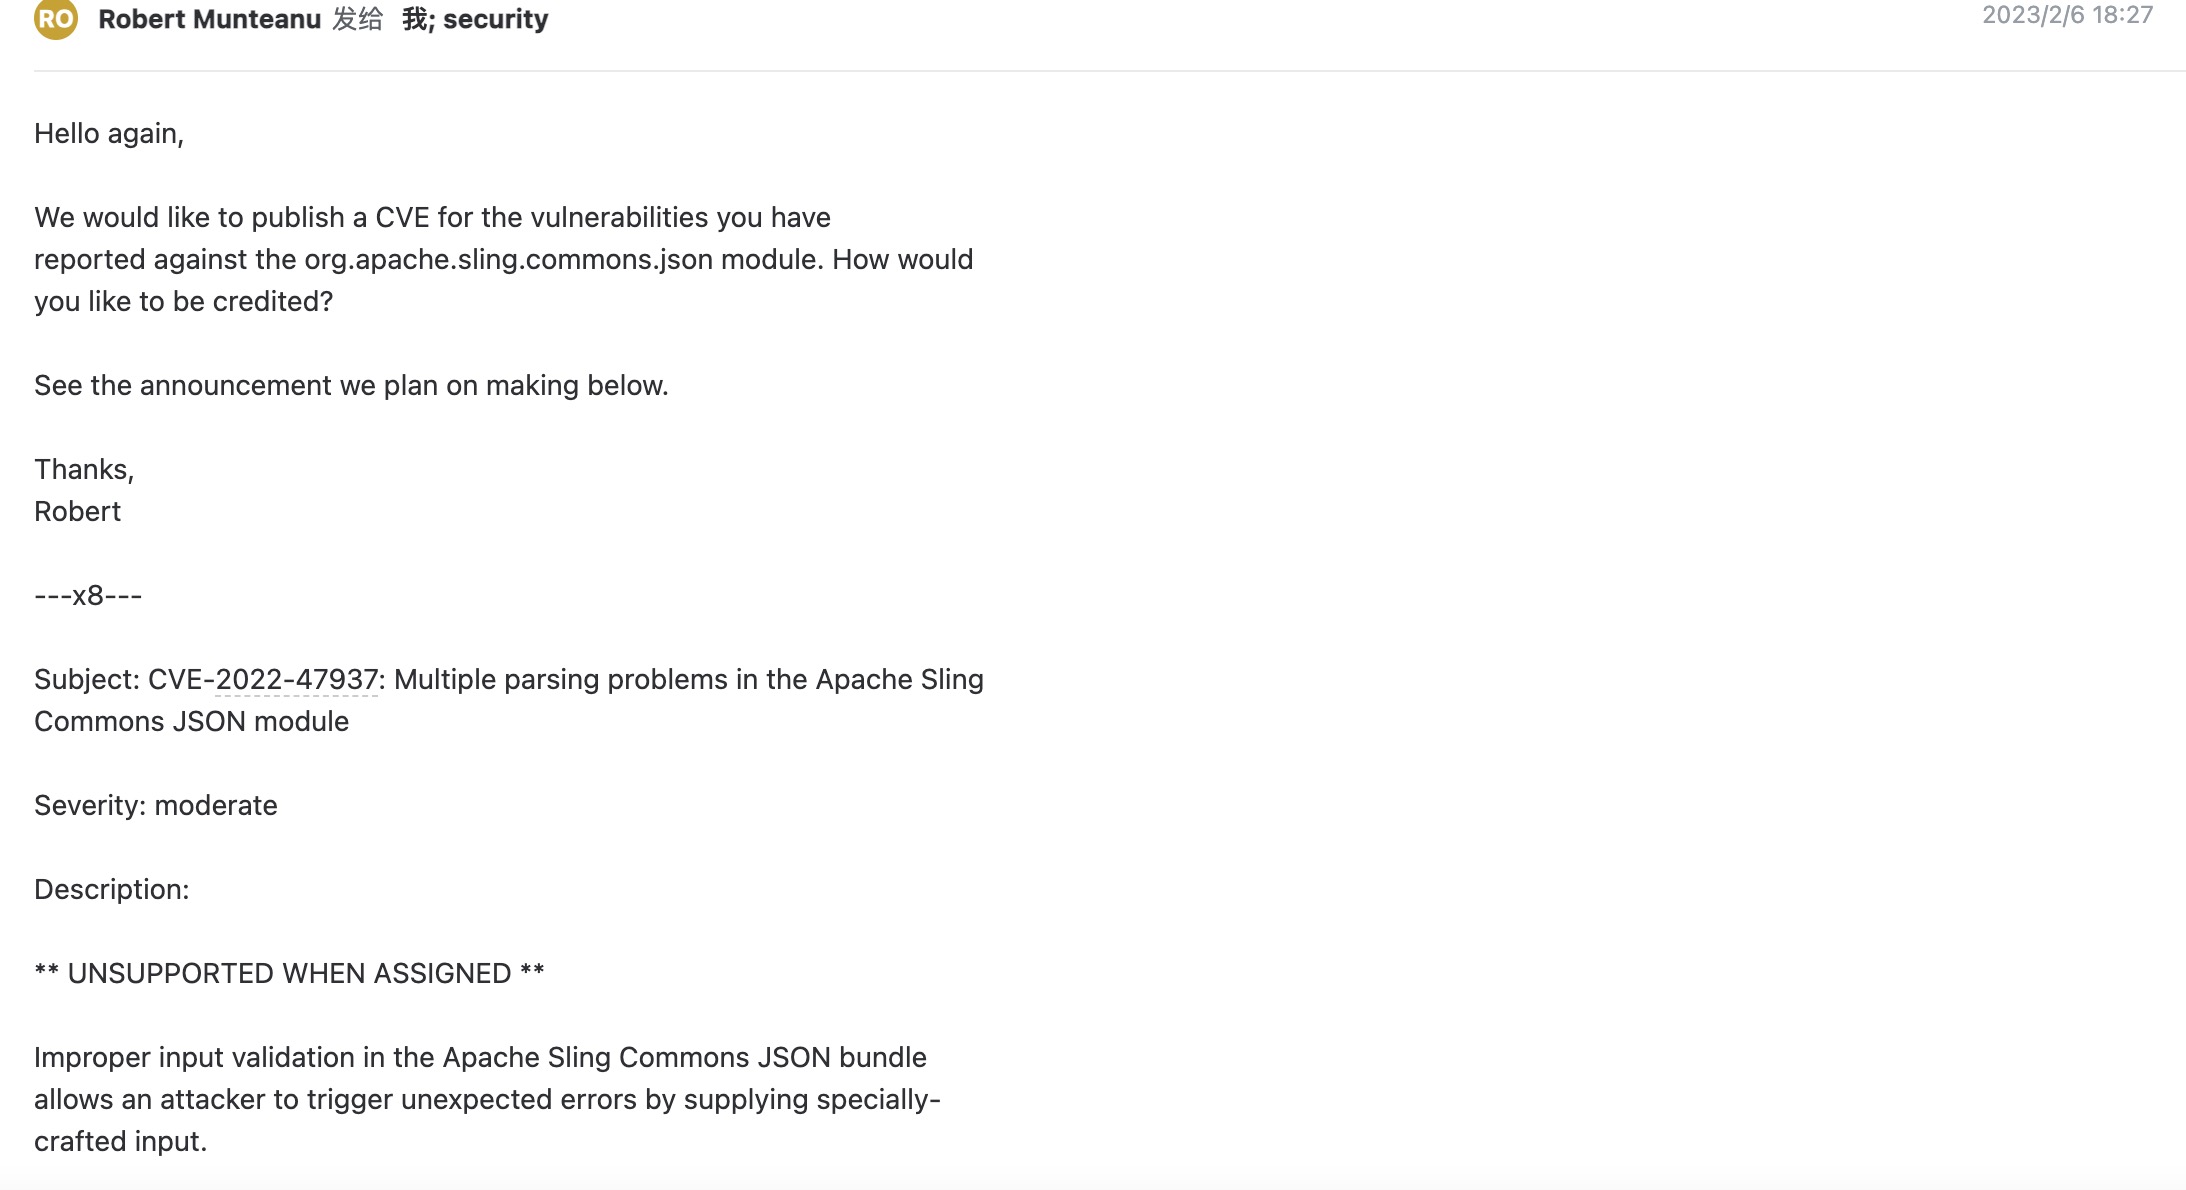 RO Robert Munteanu 发给 我; security 2023/2/6 18:27
Hello again,
We would like to publish a CVE for the vulnerabilities you have
reported against the org.apache.sling.commons.json module. How would
you like to be credited?
See the announcement we plan on making below.
Thanks,
Robert
---x8---
Subject: CVE-2022-47937: Multiple parsing problems in the Apache Sling
Commons JSON module
Severity: moderate
Description:
** UNSUPPORTED WHEN ASSIGNED **
Improper input validation in the Apache Sling Commons JSON bundle
allows an attacker to trigger unexpected errors by supplying specially-
crafted input.